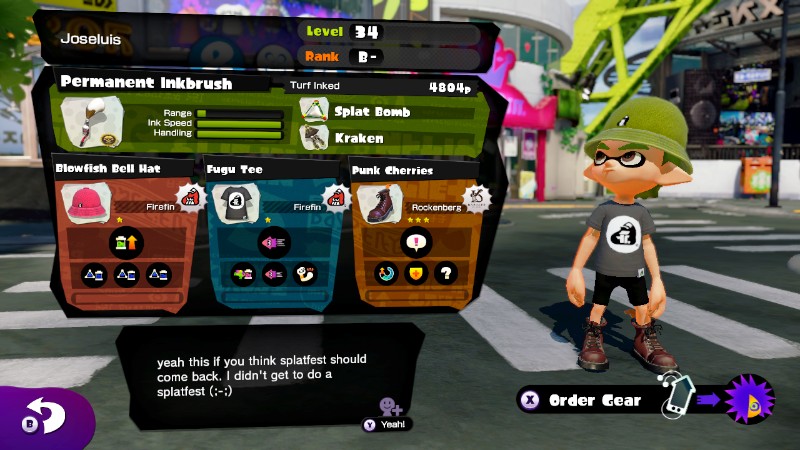 Joseluis
Level 34
Rank B-
Permanent Inkbrush
Turf Inked 4804p
Range
Ink Speed
Handling
Splat Bomb
Kraken
Blowfish Bell Hat
Fugu Tee
Punk Cherries
Firefin
Firefin
Rockenberg
?
yeah this if you think splatfest should
come back. I didn't get to do a
splatfest (;-;)
Y Yeah!
B
X Order Gear